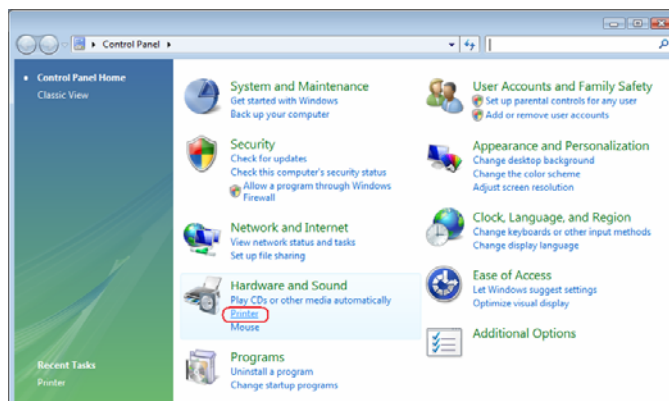 Control Panel
Control Panel Home
Classic View
System and Maintenance
Get started with Windows
Back up your computer
Security
Check for updates
Check this computer's security status
Allow a program through Windows
Firewall
Network and Internet
View network status and tasks
Set up file sharing
Hardware and Sound
Play CDs or other media automatically
Printer
Mouse
Programs
Uninstall a program
Change startup programs
User Accounts and Family Safety
Set up parental controls for any user
Add or remove user accounts
Appearance and Personalization
Change desktop background
Change the color scheme
Adjust screen resolution
Clock, Language, and Region
Change keyboards or other input methods
Change display language
Ease of Access
Let Windows suggest settings
Optimize visual display
Additional Options
Recent Tasks
Printer